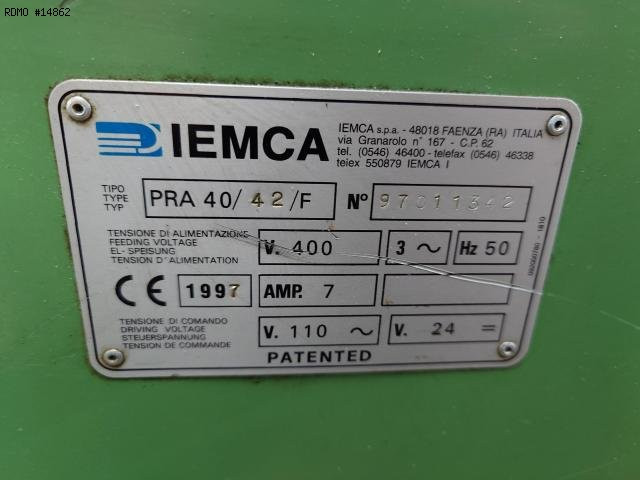 RDMO #14862
IEMCA
IEMCA s.p.a. - 48018 FAENZA (RA) ITALIA
via Granarolo n° 167 - C.P. 62
tel. (0546) 46400 - telefax (0546) 46338
telex 550879 IEMCA I
TIPO
TYPE
TYP
PRA 40/42/F
N° 97011342
TENSIONE DI ALIMENTAZIONE
FEEDING VOLTAGE
EL-SPEISUNG
TENSION D'ALIMENTATION
V. 400
3 ~
Hz 50
CE
1997
AMP. 7
TENSIONE DI COMANDO
DRIVING VOLTAGE
STEUERSPANNUNG
TENSION DE COMMANDE
V. 110 ~
V. 24 =
PATENTED